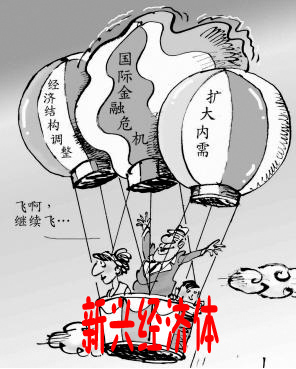 经济结构调整
国际金融危机
扩大内需
飞啊，
继续飞…
新兴经济体